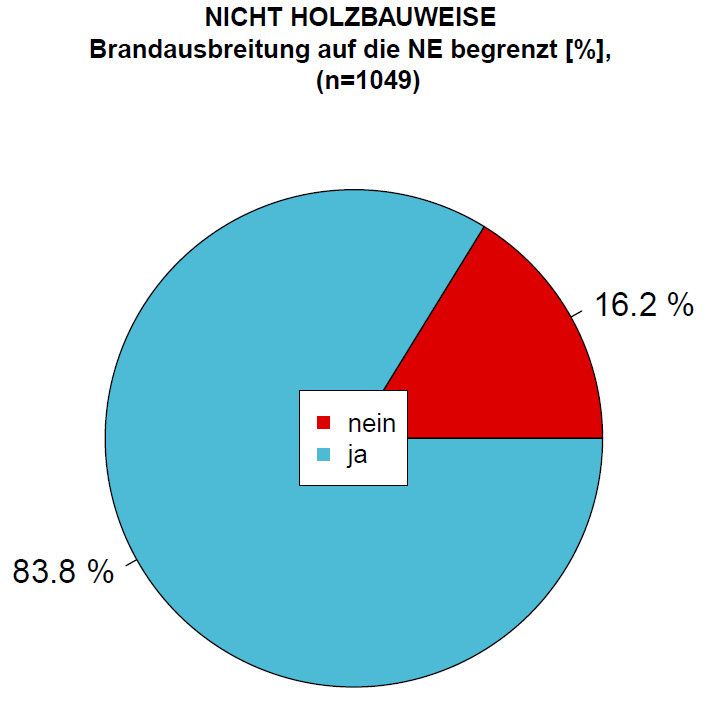 NICHT HOLZBAUWEISE
Brandausbreitung auf die NE begrenzt [%],
(n=1049)
16.2 %
nein
ja
83.8 %